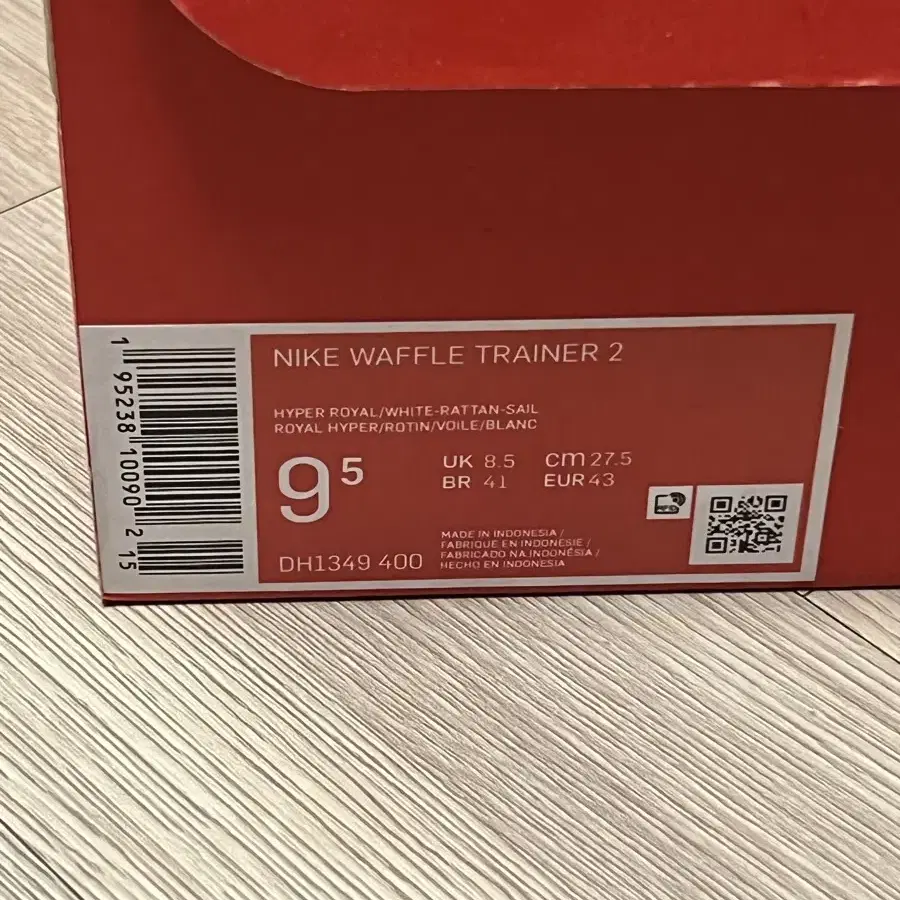 NIKE WAFFLE TRAINER 2
HYPER ROYAL/WHITE-RATTAN-SAIL
ROYAL HYPER/ROTIN/VOILE/BLANC
9 5
UK 8.5 cm 27.5
BR 41 EUR 43
DH1349 400
MADE IN INDONESIA /
FABRIQUE EN INDONESIE /
FABRICADO NA INDONÉSIA /
HECHO EN INDONESIA
1 95238 10090 2 15